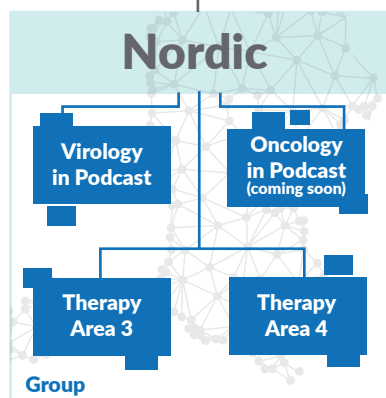 Nordic
Virology
in Podcast
Oncology
in Podcast
(coming soon)
Therapy
Area 3
Therapy
Area 4
Group